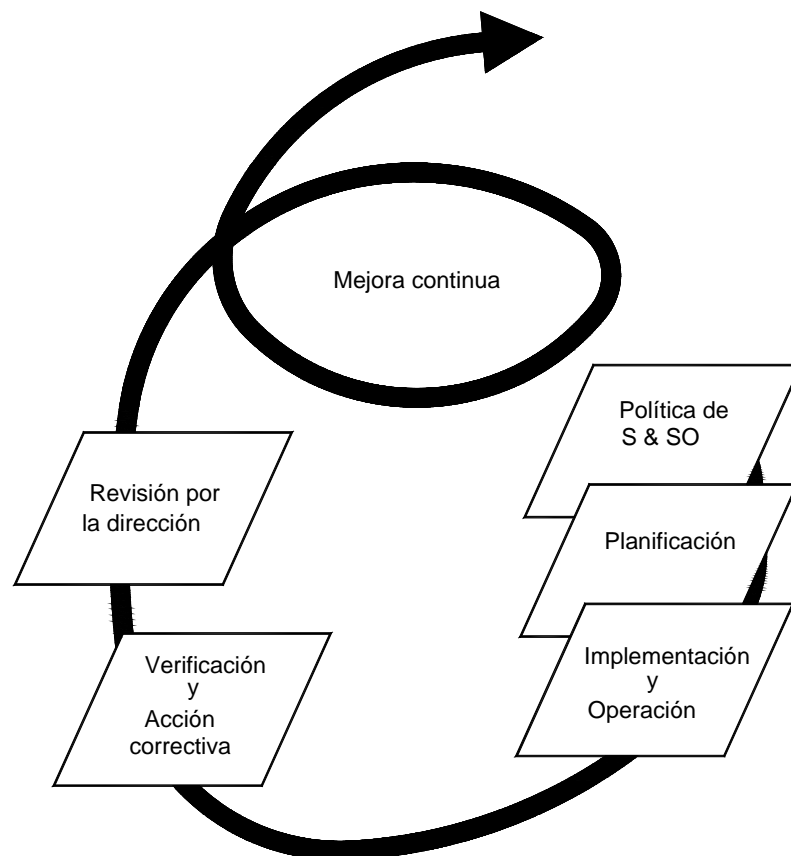 Mejora continua
Política de
S & SO
Planificación
Implementación
y
Operación
Verificación
y
Acción
correctiva
Revisión por
la dirección